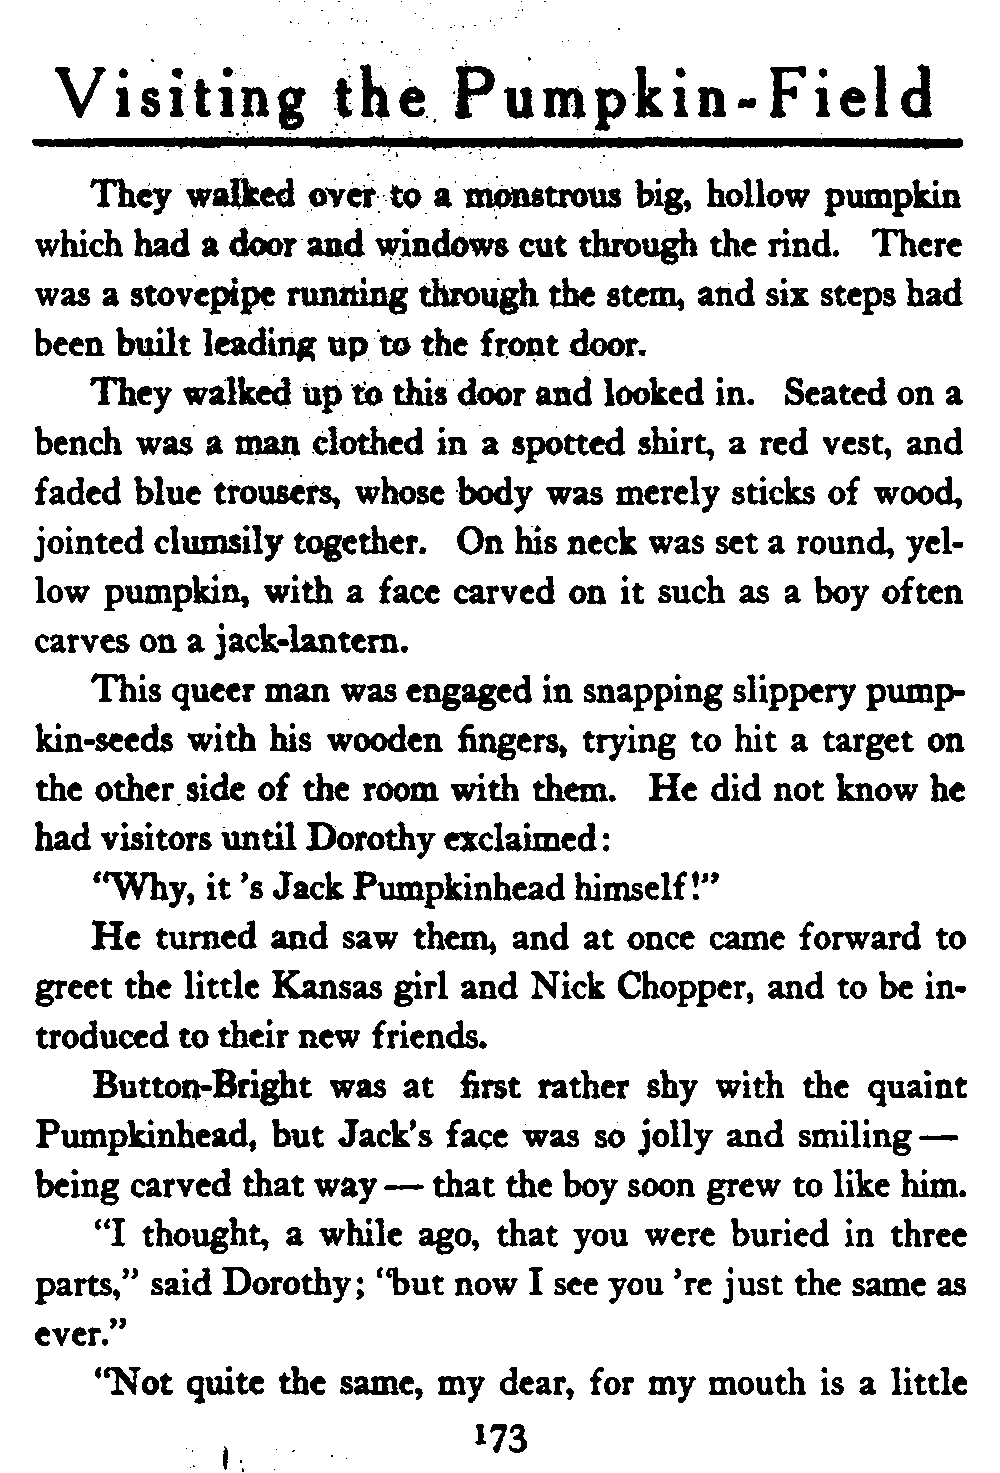 Visiting the Pumpkin-Field
They walked over to a monstrous big, hollow pumpkin
which had a door and windows cut through the rind. There
was a stovepipe running through the stem, and six steps had
been built leading up to the front door.
They walked up to this door and looked in. Seated on a
bench was a man clothed in a spotted shirt, a red vest, and
faded blue trousers, whose body was merely sticks of wood,
jointed clumsily together. On his neck was set a round, yel-
low pumpkin, with a face carved on it such as a boy often
carves on a jack-lantern.
This queer man was engaged in snapping slippery pump-
kin-seeds with his wooden fingers, trying to hit a target on
the other side of the room with them. He did not know he
had visitors until Dorothy exclaimed:
“Why, it ’s Jack Pumpkinhead himself!”
He turned and saw them, and at once came forward to
greet the little Kansas girl and Nick Chopper, and to be in-
troduced to their new friends.
Button-Bright was at first rather shy with the quaint
Pumpkinhead, but Jack’s face was so jolly and smiling —
being carved that way — that the boy soon grew to like him.
“I thought, a while ago, that you were buried in three
parts,” said Dorothy; “but now I see you ’re just the same as
ever.”
“Not quite the same, my dear, for my mouth is a little
173